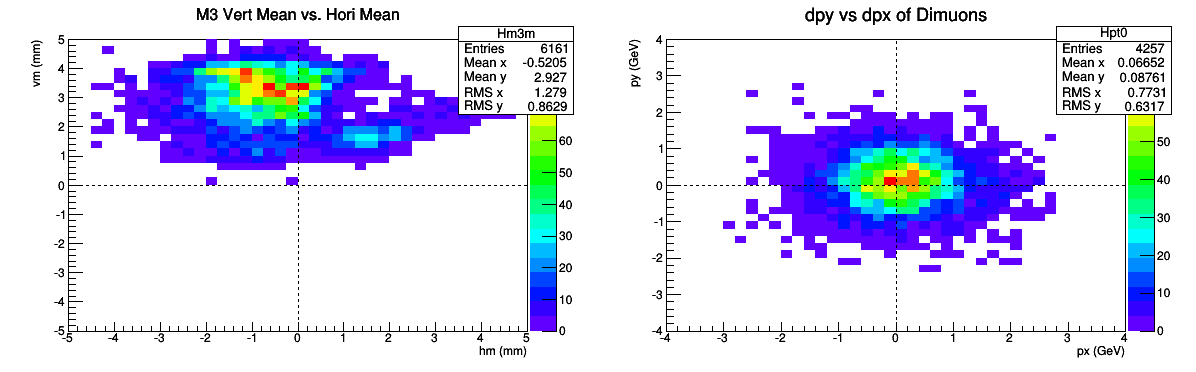 M3 Vert Mean vs. Hori Mean
vm (mm)
Hm3m
Entries 6161
Mean x -0.5205
Mean y 2.927
RMS x 1.279
RMS y 0.8629
5
4
3
2
1
0
-1
-2
-3
-4
-5
60
50
40
30
20
10
0
-5 -4 -3 -2 -1 0 1 2 3 4 5
hm (mm)
dpy vs dpx of Dimuons
py (GeV)
Hpt0
Entries 4257
Mean x 0.06652
Mean y 0.08761
RMS x 0.7731
RMS y 0.6317
4
3
2
1
0
-1
-2
-3
-4
50
40
30
20
10
0
-4 -3 -2 -1 0 1 2 3 4
px (GeV)